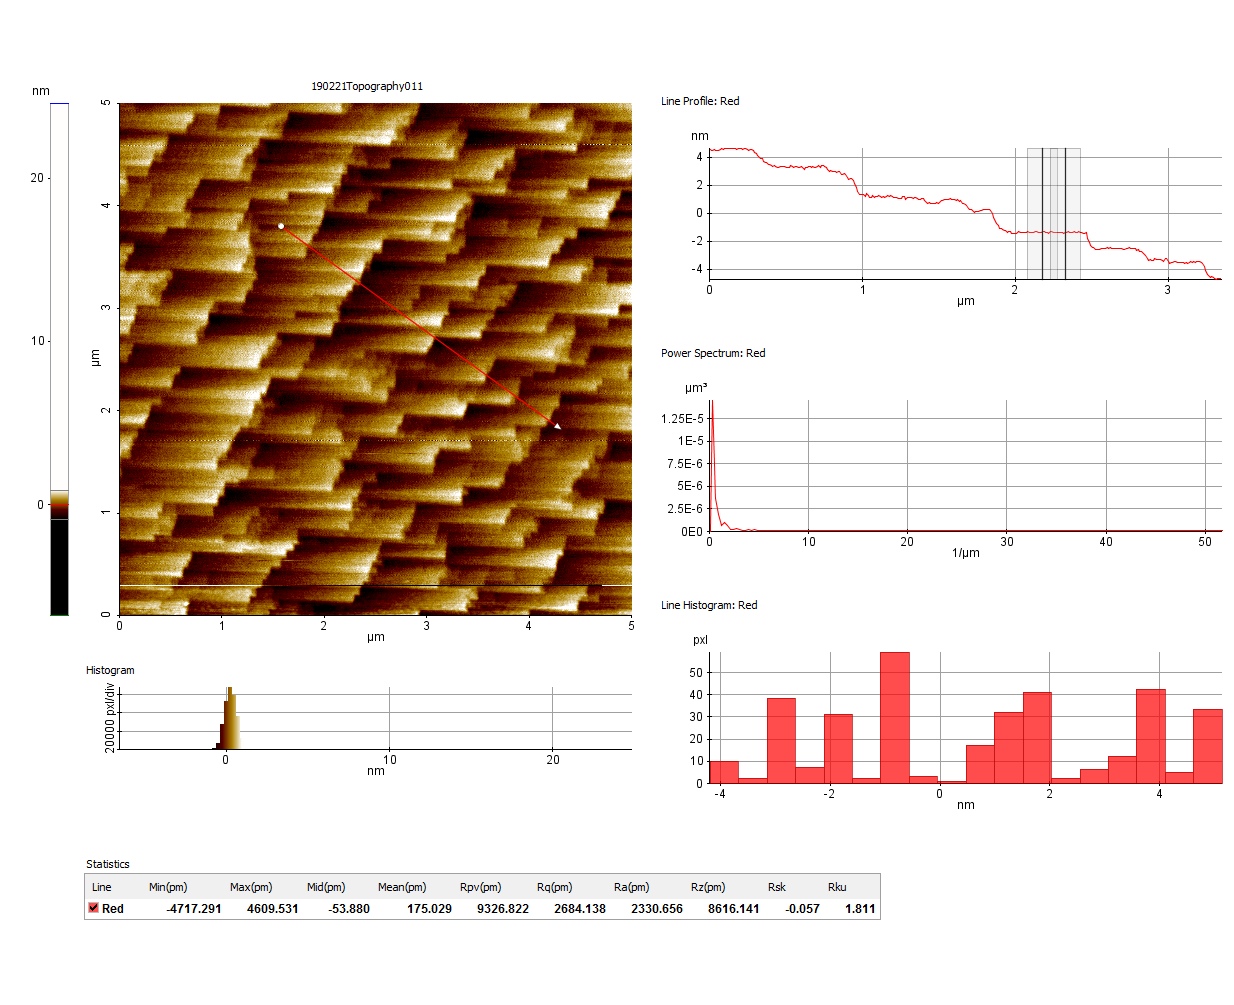 190221Topography011
nm
20
10
0
5
4
3
2
1
0
µm
0 1 2 3 4 5
µm
Histogram
20000 pxl/div
0 10 20
nm
Line Profile: Red
nm
4
2
0
-2
-4
0 1 2 3
µm
Power Spectrum: Red
µm³
1.25E-5
1E-5
7.5E-6
5E-6
2.5E-6
0E0
0 10 20 30 40 50
1/µm
Line Histogram: Red
pxl
50
40
30
20
10
0
-4 -2 0 2 4
nm
Statistics
Line Min(pm) Max(pm) Mid(pm) Mean(pm) Rpv(pm) Rq(pm) Ra(pm) Rz(pm) Rsk Rku
Red -4717.291 4609.531 -53.880 175.029 9326.822 2684.138 2330.656 8616.141 -0.057 1.811